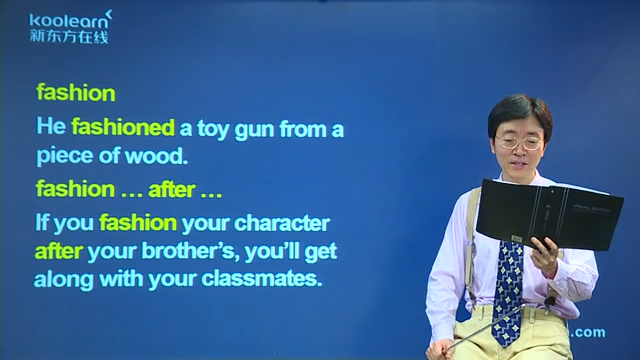 koolearn
新东方在线
fashion
He fashioned a toy gun from a
piece of wood.
fashion … after …
If you fashion your character
after your brother’s, you’ll get
along with your classmates.
.com